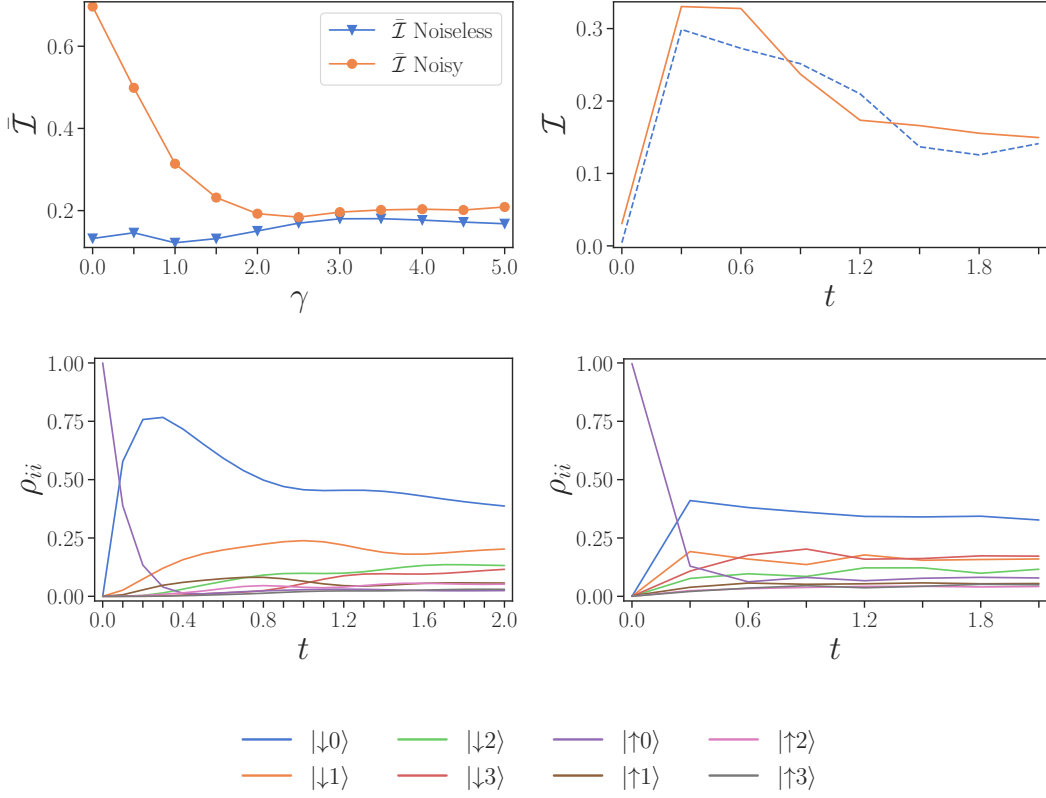 0.6
0.4
0.2
Ī
Ī Noiseless
Ī Noisy
0.0 1.0 2.0 3.0 4.0 5.0
γ
0.3
0.2
0.1
0.0
I
0.0 0.6 1.2 1.8
t
1.00
0.75
0.50
0.25
0.00
ρii
0.0 0.4 0.8 1.2 1.6 2.0
t
1.00
0.75
0.50
0.25
0.00
ρii
0.0 0.6 1.2 1.8
t
|↓0⟩ |↓2⟩ |↑0⟩ |↑2⟩
|↓1⟩ |↓3⟩ |↑1⟩ |↑3⟩